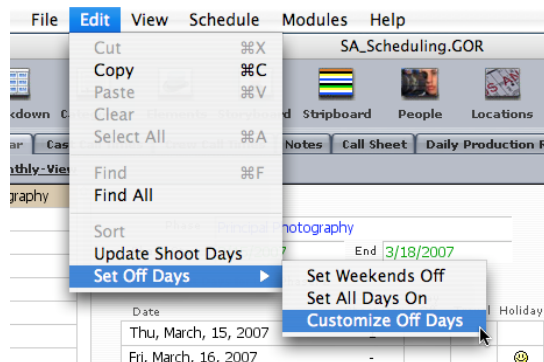 File Edit View Schedule Modules Help
SA_Scheduling.GOR
Cut ⌘X
Copy ⌘C
Paste ⌘V
Clear
Select All ⌘A
Find ⌘F
Find All
Sort
Update Shoot Days
Set Off Days
Set Weekends Off
Set All Days On
Customize Off Days
Stripboard People Locations
Notes Call Sheet Daily Production
Photography
End 3/18/2007
Holiday
Date
Thu, March, 15, 2007 -
Fri, March, 16, 2007 -